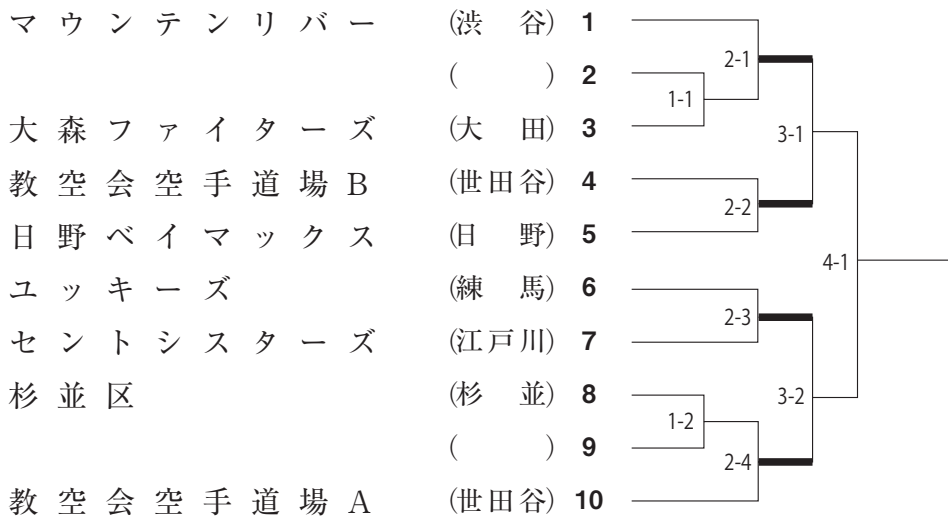 マウンテンリバー (渋 谷) 1
( ) 2
大森ファイターズ (大 田) 3
教空会空手道場B (世田谷) 4
日野ベイマックス (日 野) 5
ユッキーズ (練 馬) 6
セントシスターズ (江戸川) 7
杉並区 (杉 並) 8
( ) 9
教空会空手道場A (世田谷) 10
1-1
1-2
2-1
2-2
2-3
2-4
3-1
3-2
4-1